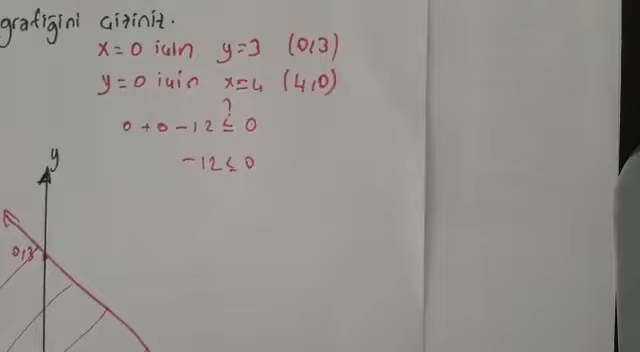 grafiğini çiziniz.
x=0 için y=3 (0,3)
y=0 için x=4 (4,0)
?
0+0-12≤0
-12≤0
y
0,3